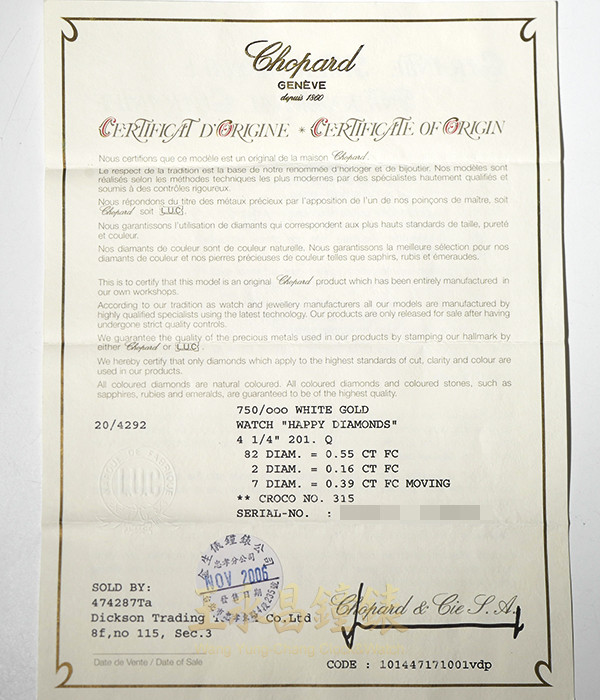 Chopard
GENÈVE
depuis 1860
CERTIFICAT D'ORIGINE * CERTIFICATE OF ORIGIN
Nous certifions que ce modèle est un original de la maison Chopard.
Le respect de la tradition est la base de notre renommée d'horloger et de bijoutier. Nos modèles sont
réalisés selon les méthodes techniques les plus modernes par des spécialistes hautement qualifiés et
soumis à des contrôles rigoureux.
Nous répondons du titre des métaux précieux par l'apposition de l'un de nos poinçons de maître, soit
Chopard soit L.U.C.
Nous garantissons l'utilisation de diamants qui correspondent aux plus hauts standards de taille, pureté
et couleur.
Nos diamants de couleur sont de couleur naturelle. Nous garantissons la meilleure sélection pour nos
diamants de couleur et nos pierres précieuses de couleur telles que saphirs, rubis et émeraudes.
This is to certify that this model is an original Chopard product which has been entirely manufactured in
our own workshops.
According to our tradition as watch and jewellery manufacturers all our models are manufactured by
highly qualified specialists using the latest technology. Our products are only released for sale after having
undergone strict quality controls.
We guarantee the quality of the precious metals used in our products by stamping our hallmark by
either Chopard or L.U.C.
We hereby certify that only diamonds which apply to the highest standards of cut, clarity and colour are
used in our products.
All coloured diamonds are natural coloured. All coloured diamonds and coloured stones, such as
sapphires, rubies and emeralds, are guaranteed to be of the highest quality.
750/ooo WHITE GOLD
20/4292 WATCH "HAPPY DIAMONDS"
4 1/4" 201. Q
82 DIAM. = 0.55 CT FC
2 DIAM. = 0.16 CT FC
7 DIAM. = 0.39 CT FC MOVING
** CROCO NO. 315
SERIAL-NO. :
L.U.C
忠孝分公司
NOV 2006
發售日期
SOLD BY:
474287Ta
Dickson Trading Co.Ltd
8f,no 115, Sec.3
Chopard & Cie S.A.
Date de Vente / Date of Sale
CODE : 101447171001vdp